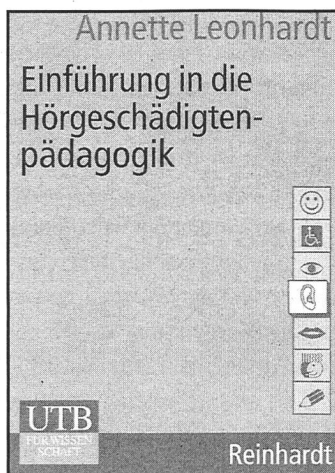 Annette Leonhardt
Einführung in die
Hörgeschädigten-
pädagogik
UTB
FÜR WISSEN
SCHAFT
Reinhardt